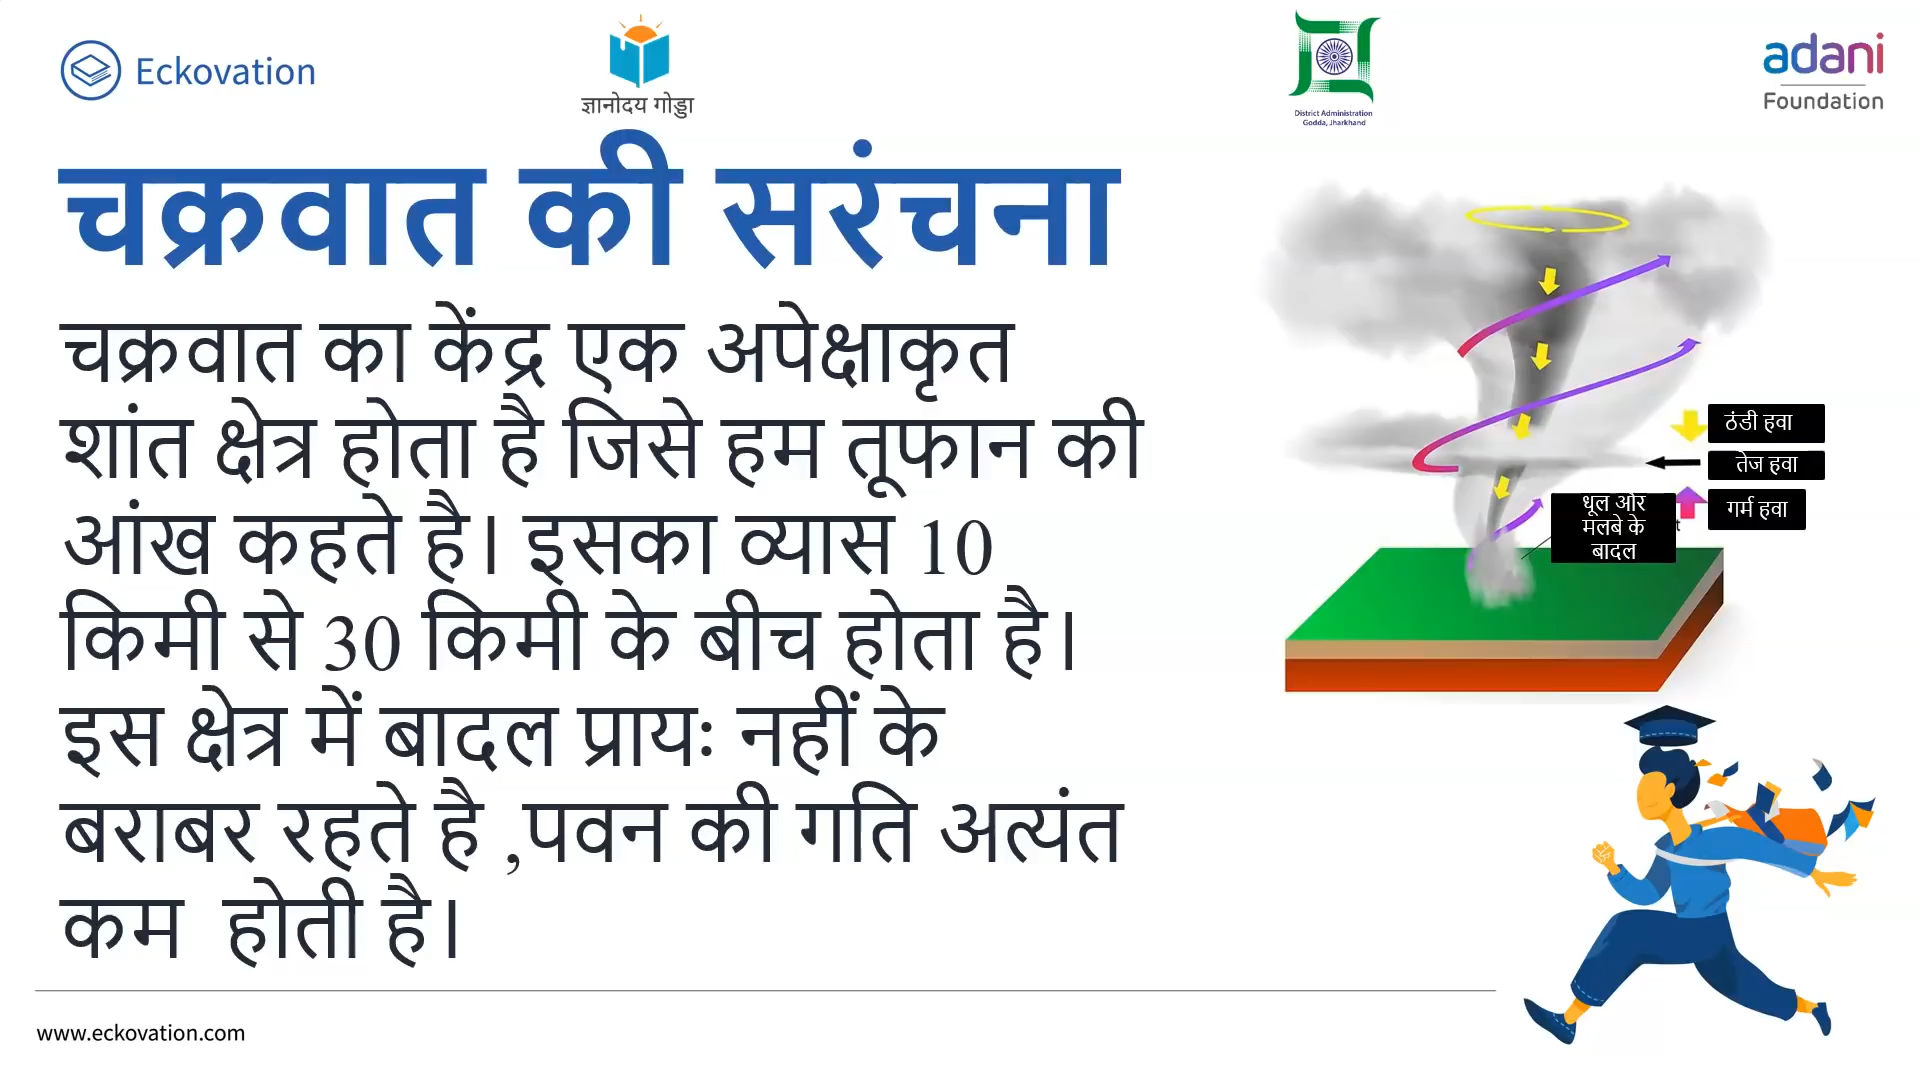 Eckovation
ज्ञानोदय गोड्डा
District Administration
Godda, Jharkhand
adani
Foundation
चक्रवात की सरंचना
चक्रवात का केंद्र एक अपेक्षाकृत
शांत क्षेत्र होता है जिसे हम तूफान की
आंख कहते है। इसका व्यास 10
किमी से 30 किमी के बीच होता है।
इस क्षेत्र में बादल प्रायः नहीं के
बराबर रहते है ,पवन की गति अत्यंत
कम होती है।
ठंडी हवा
तेज हवा
गर्म हवा
धूल ओर
मलबे के
बादल
www.eckovation.com